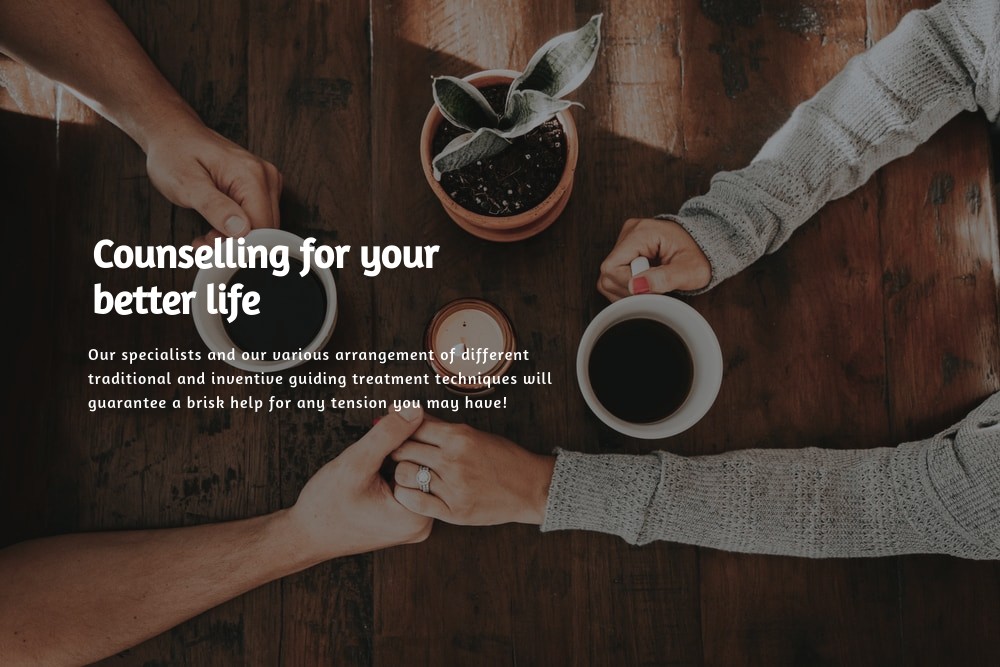 Counselling for your
better life
Our specialists and our various arrangement of different
traditional and inventive guiding treatment techniques will
guarantee a brisk help for any tension you may have!